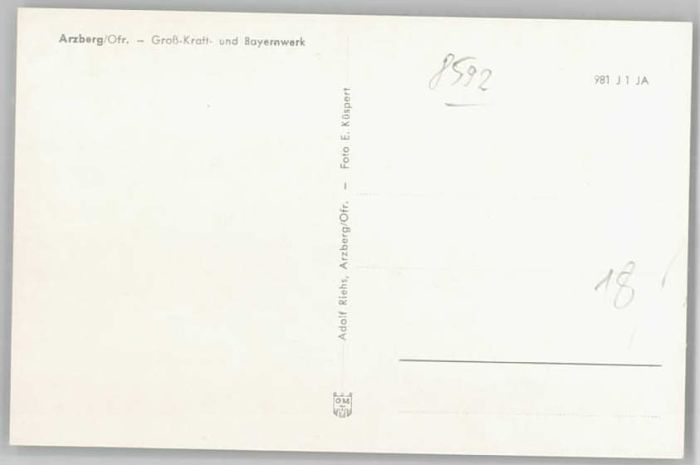 Arzberg/Ofr. – Groß-Kraft- und Bayernwerk
8592
981 J 1 JA
Adolf Riehs, Arzberg/Ofr. – Foto E. Küspert
18